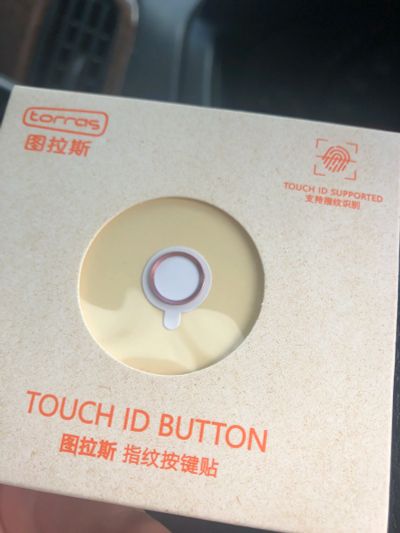 torras
图拉斯
TOUCH ID SUPPORTED
支持指纹识别
TOUCH ID BUTTON
图拉斯 指纹按键贴